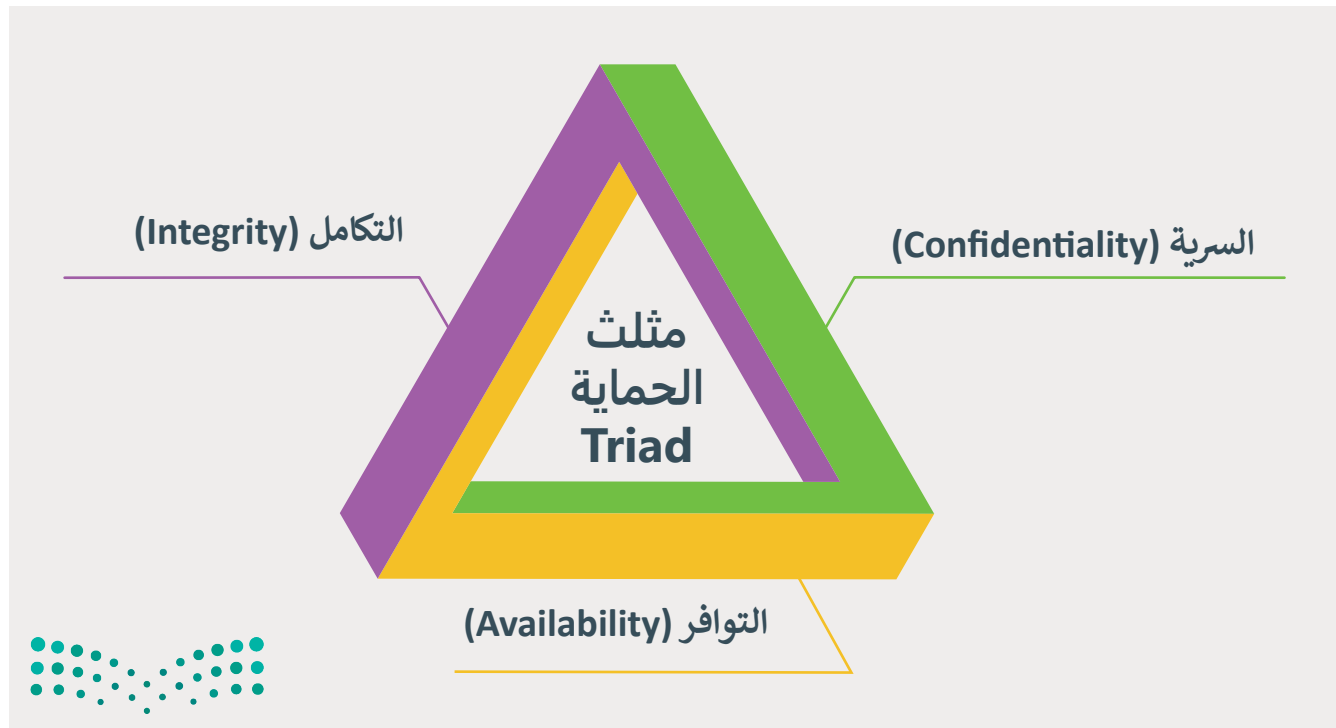 السرية (Confidentiality)
التكامل (Integrity)
مثلث
الحماية
Triad
التوافر (Availability)